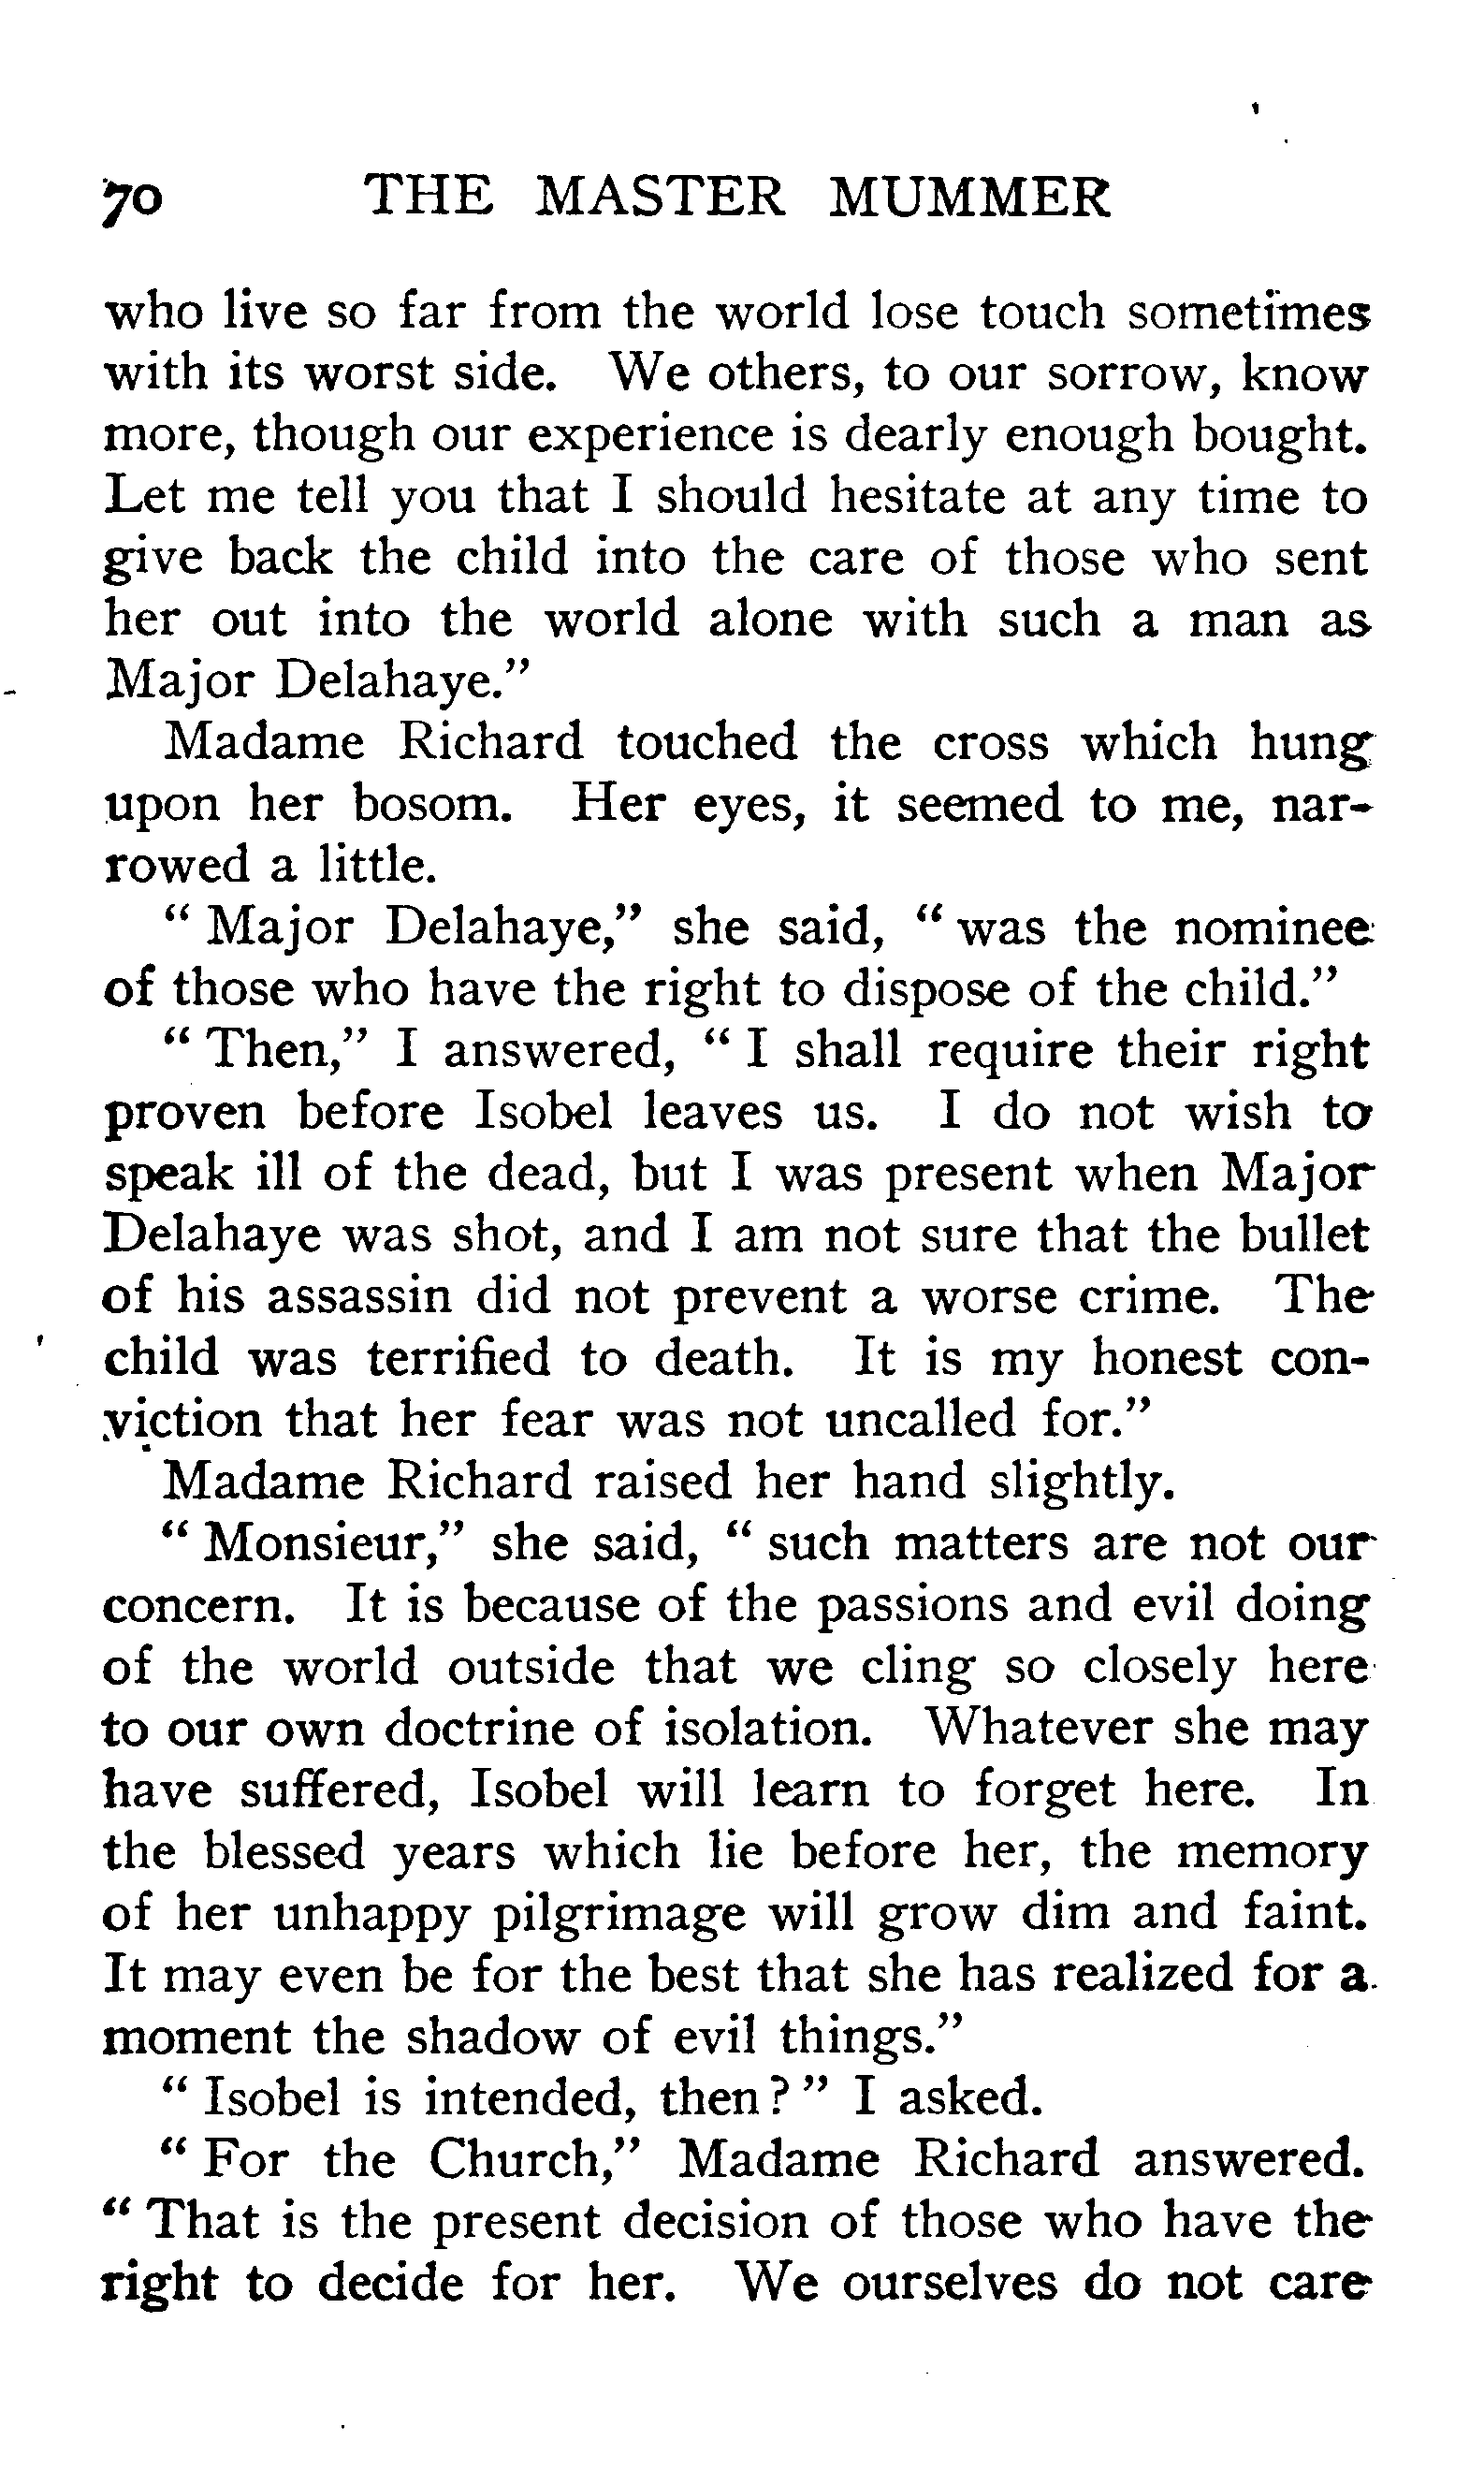 70 THE MASTER MUMMER
who live so far from the world lose touch sometimes
with its worst side. We others, to our sorrow, know
more, though our experience is dearly enough bought.
Let me tell you that I should hesitate at any time to
give back the child into the care of those who sent
her out into the world alone with such a man as
Major Delahaye."
Madame Richard touched the cross which hung
upon her bosom. Her eyes, it seemed to me, nar-
rowed a little.
" Major Delahaye," she said, " was the nominee
of those who have the right to dispose of the child."
" Then," I answered, " I shall require their right
proven before Isobel leaves us. I do not wish to
speak ill of the dead, but I was present when Major
Delahaye was shot, and I am not sure that the bullet
of his assassin did not prevent a worse crime. The
child was terrified to death. It is my honest con-
viction that her fear was not uncalled for."
Madame Richard raised her hand slightly.
" Monsieur," she said, " such matters are not our
concern. It is because of the passions and evil doing
of the world outside that we cling so closely here
to our own doctrine of isolation. Whatever she may
have suffered, Isobel will learn to forget here. In
the blessed years which lie before her, the memory
of her unhappy pilgrimage will grow dim and faint.
It may even be for the best that she has realized for a
moment the shadow of evil things."
" Isobel is intended, then ? " I asked.
" For the Church," Madame Richard answered.
" That is the present decision of those who have the
right to decide for her. We ourselves do not care